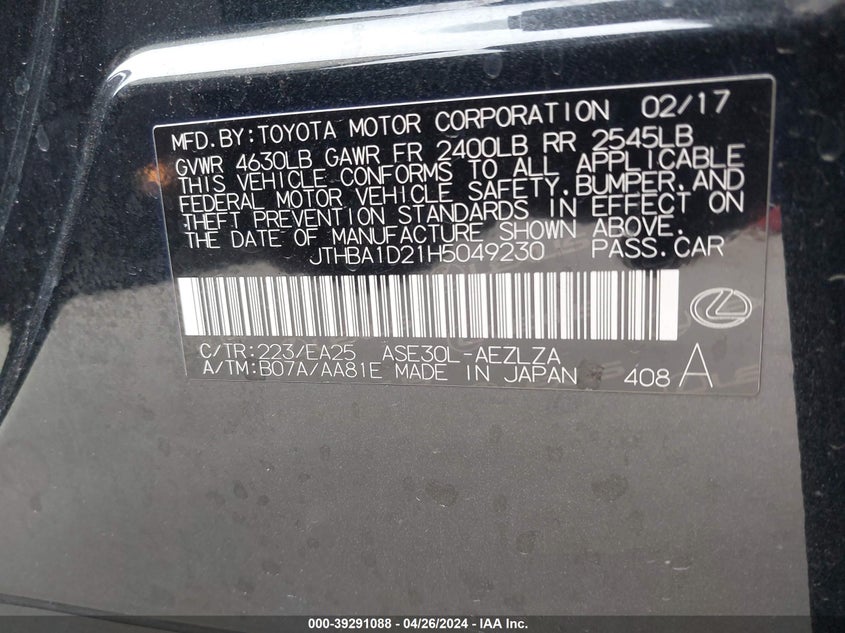 MFD. BY: TOYOTA MOTOR CORPORATION 02/17
GVWR 4630LB GAWR FR 2400LB RR 2545LB
THIS VEHICLE CONFORMS TO ALL APPLICABLE
FEDERAL MOTOR VEHICLE SAFETY, BUMPER, AND
THEFT PREVENTION STANDARDS IN EFFECT ON
THE DATE OF MANUFACTURE SHOWN ABOVE.
JTHBA1D21H5049230 PASS. CAR
C/TR: 223/EA25 ASE30L-AEZLZA
A/TM: B07A/AA81E MADE IN JAPAN 408 A
000-39291088 - 04/26/2024 - IAA Inc.